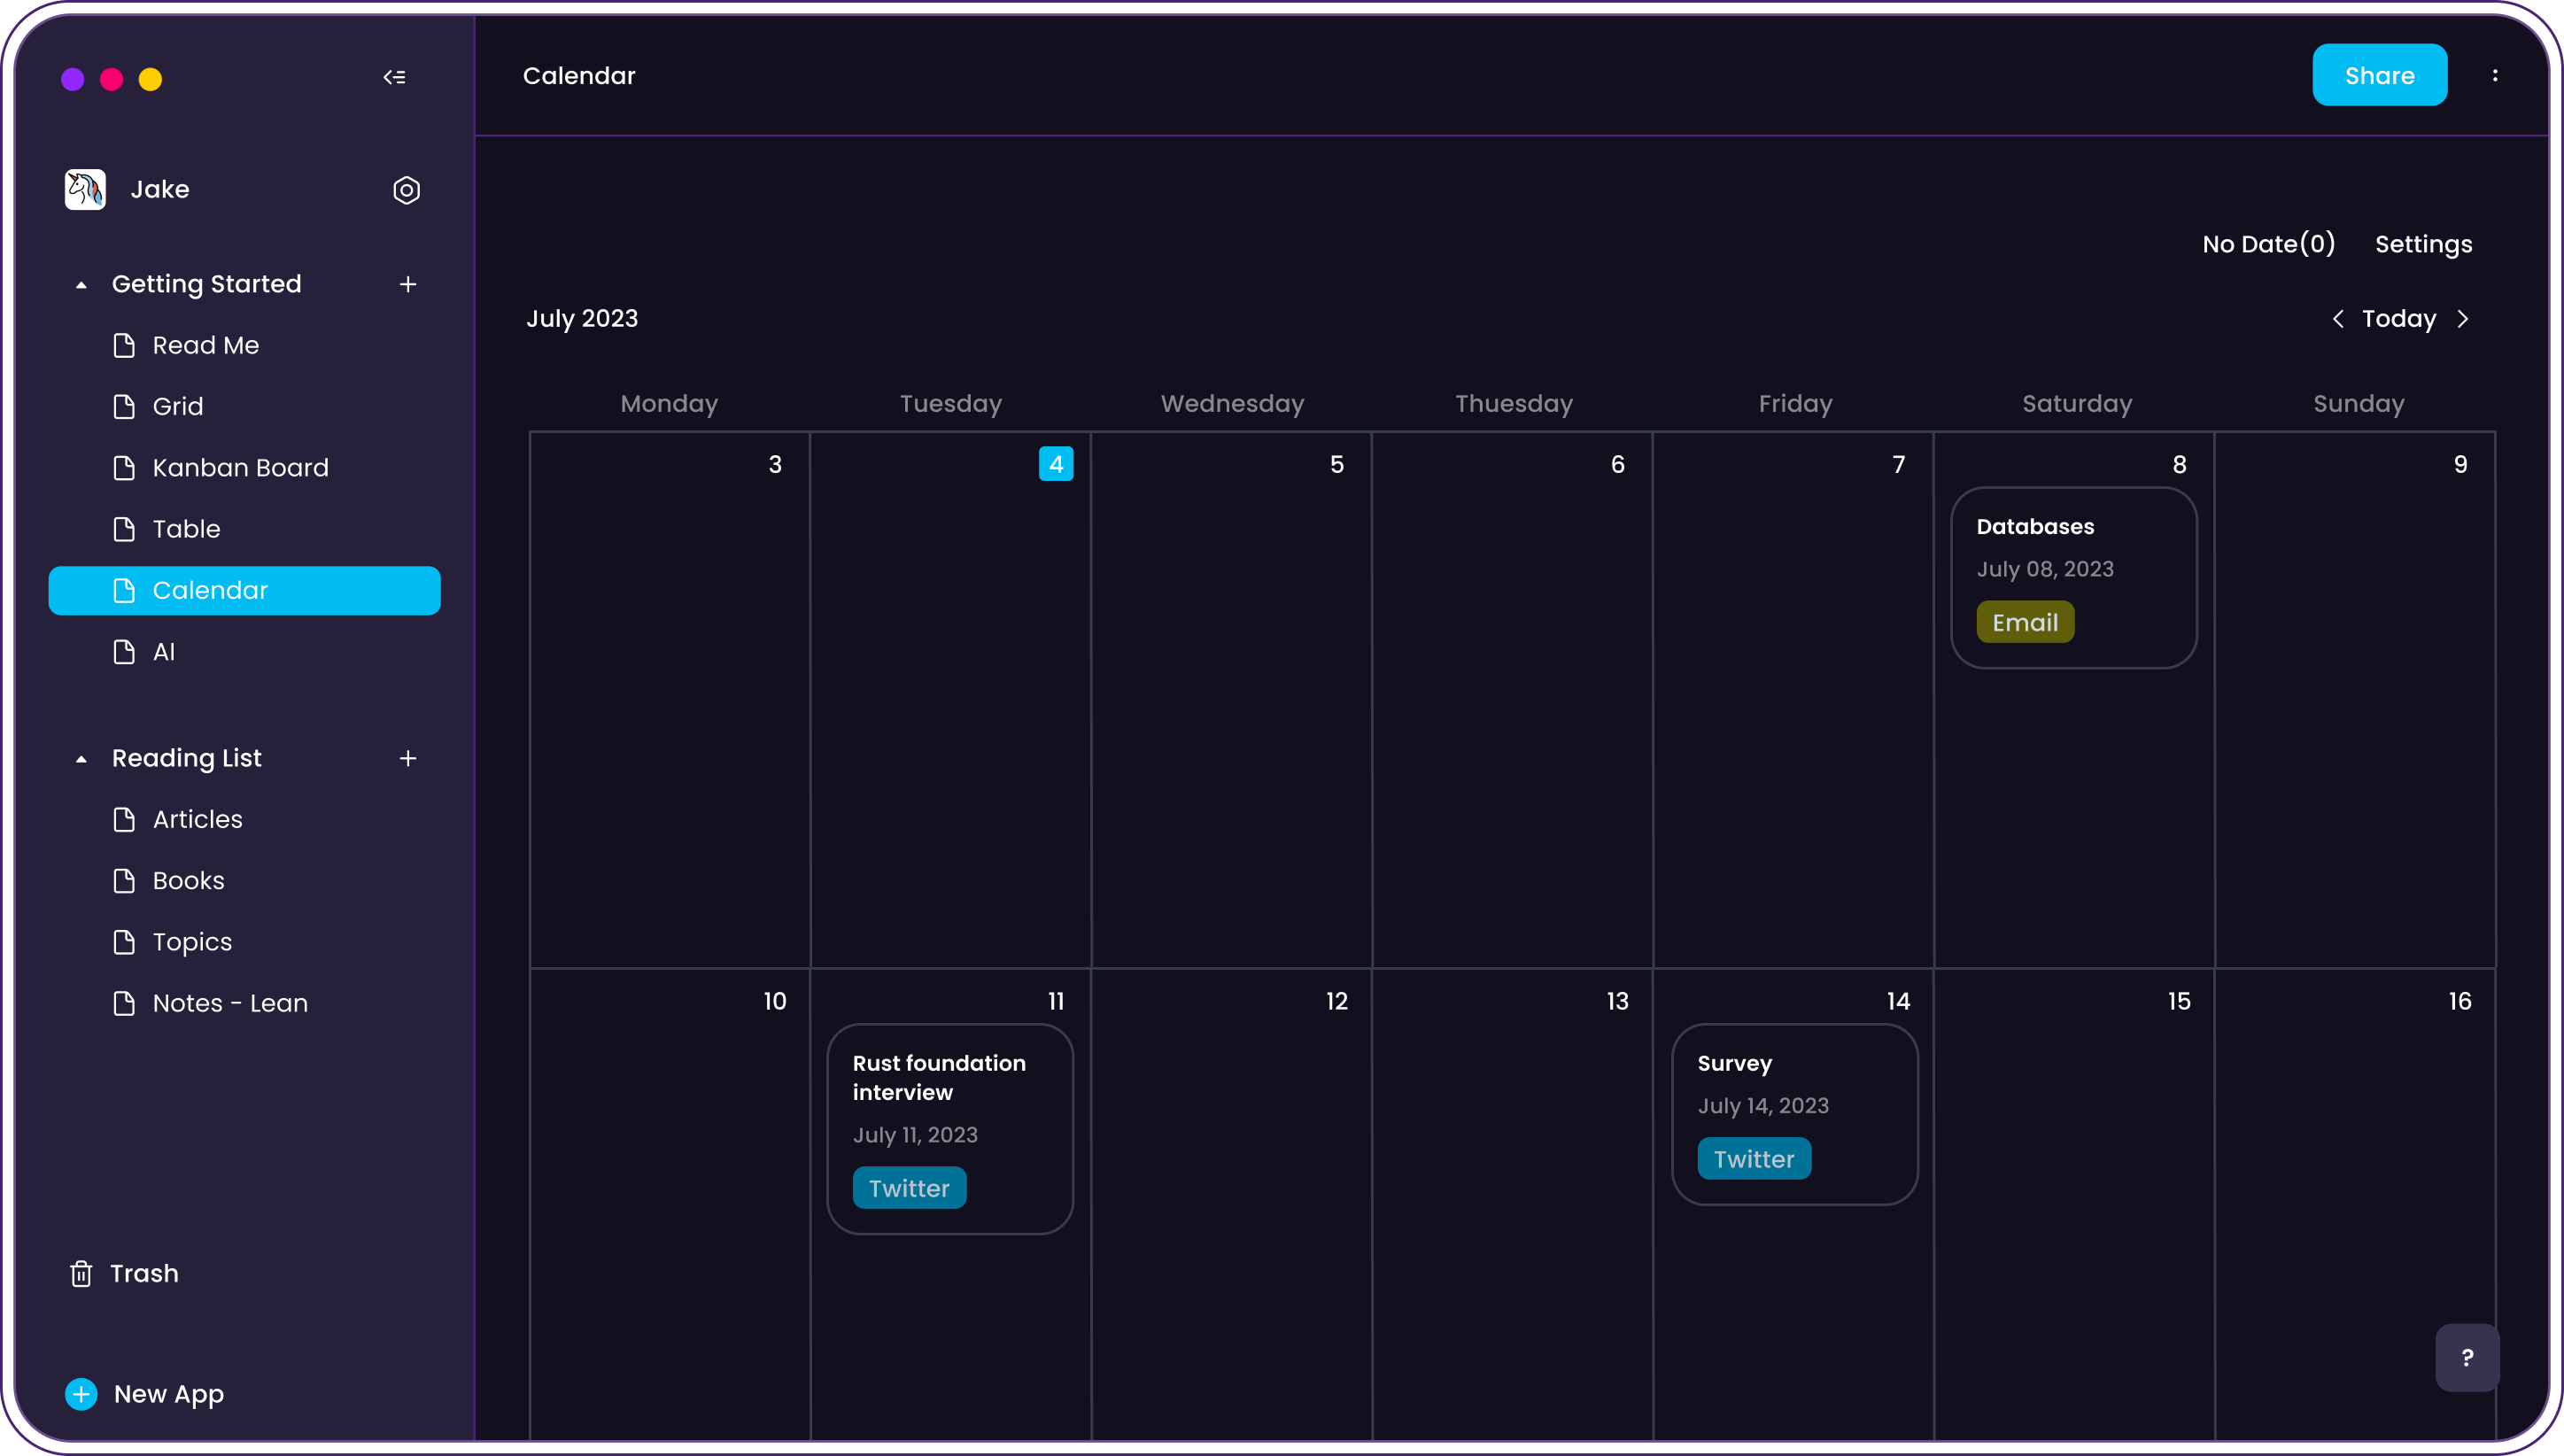 Calendar
Share
Jake
Getting Started
Read Me
Grid
Kanban Board
Table
Calendar
AI
Reading List
Articles
Books
Topics
Notes - Lean
Trash
New App
No Date(0) Settings
July 2023
Today
Monday Tuesday Wednesday Thuesday Friday Saturday Sunday
3 4 5 6 7 8 9
Databases
July 08, 2023
Email
10 11 12 13 14 15 16
Rust foundation
interview
July 11, 2023
Twitter
Survey
July 14, 2023
Twitter
?